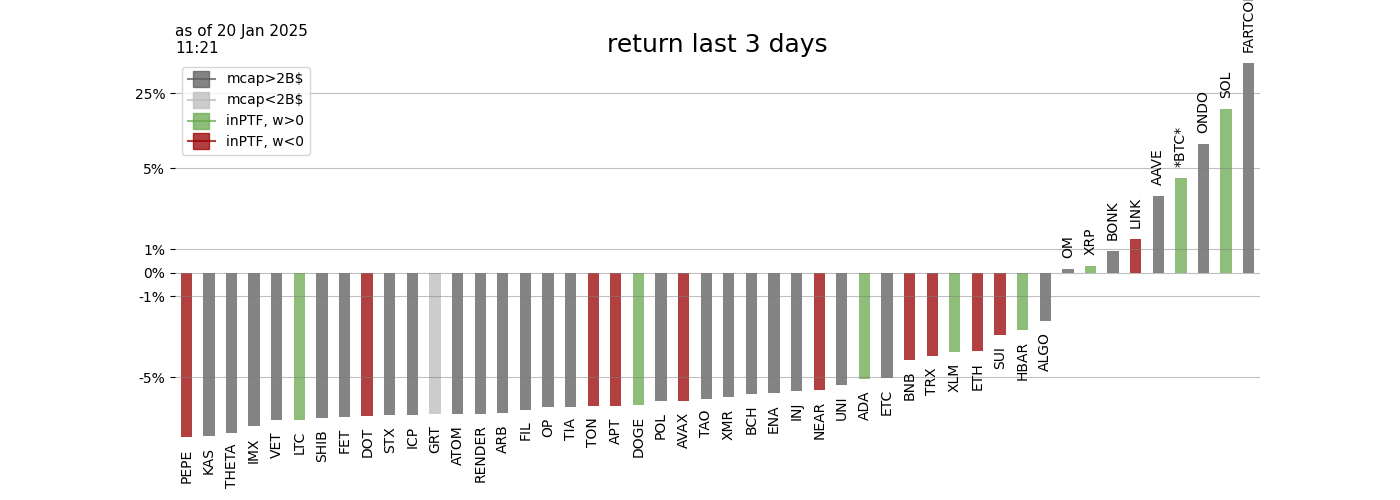 as of 20 Jan 2025
11:21
return last 3 days
mcap>2B$
mcap<2B$
inPTF, w>0
inPTF, w<0
25%
5%
1%
0%
-1%
-5%
PEPE
KAS
THETA
IMX
VET
LTC
SHIB
FET
DOT
STX
ICP
GRT
ATOM
RENDER
ARB
FIL
OP
TIA
TON
APT
DOGE
POL
AVAX
TAO
XMR
BCH
ENA
INJ
NEAR
UNI
ADA
ETC
BNB
TRX
XLM
ETH
SUI
HBAR
ALGO
OM
XRP
BONK
LINK
AAVE
*BTC*
ONDO
SOL